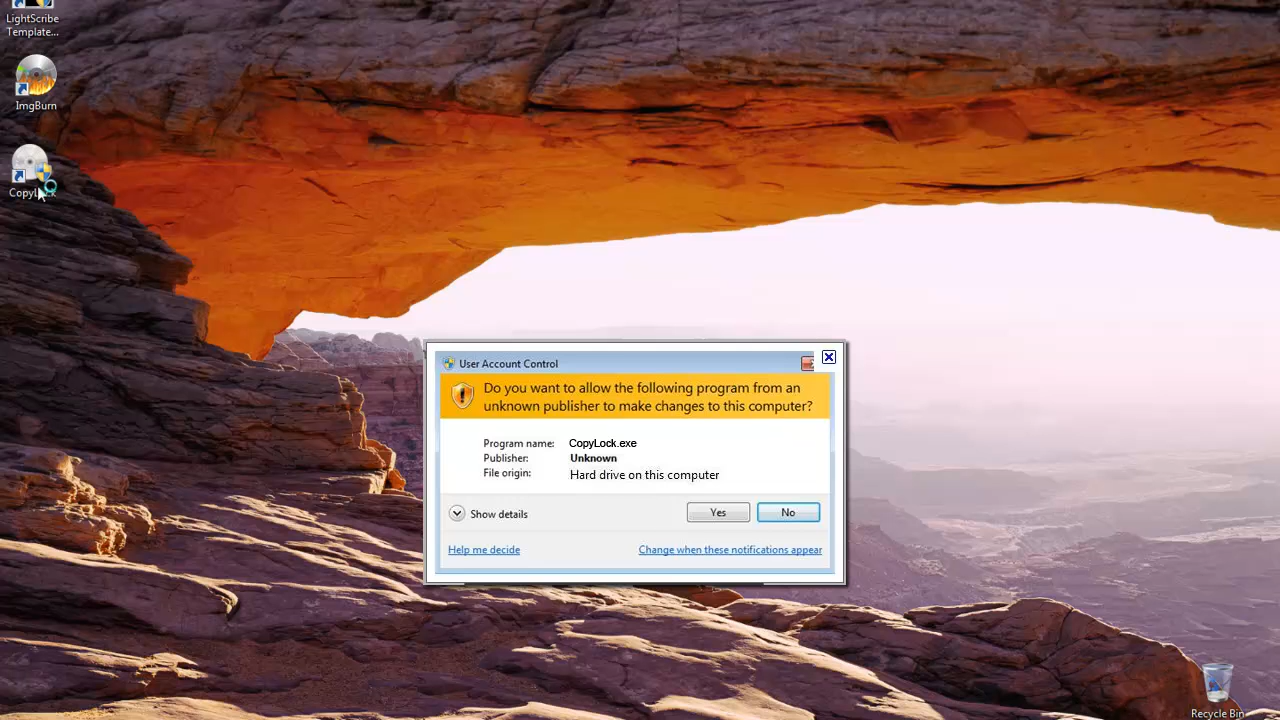 LightScribe
Template...
ImgBurn
User Account Control
Do you want to allow the following program from an
unknown publisher to make changes to this computer?
Program name: CopyLock.exe
Publisher: Unknown
File origin: Hard drive on this computer
Show details
Yes
No
Help me decide
Change when these notifications appear
Recycle Bin